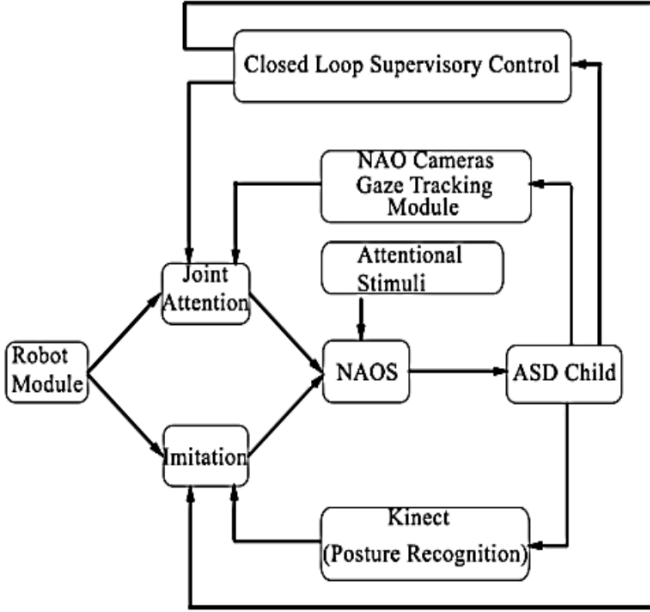 Closed Loop Supervisory Control
NAO Cameras
Gaze Tracking
Module
Attentional
Stimuli
Joint
Attention
Robot
Module
NAOS
ASD Child
Imitation
Kinect
(Posture Recognition)